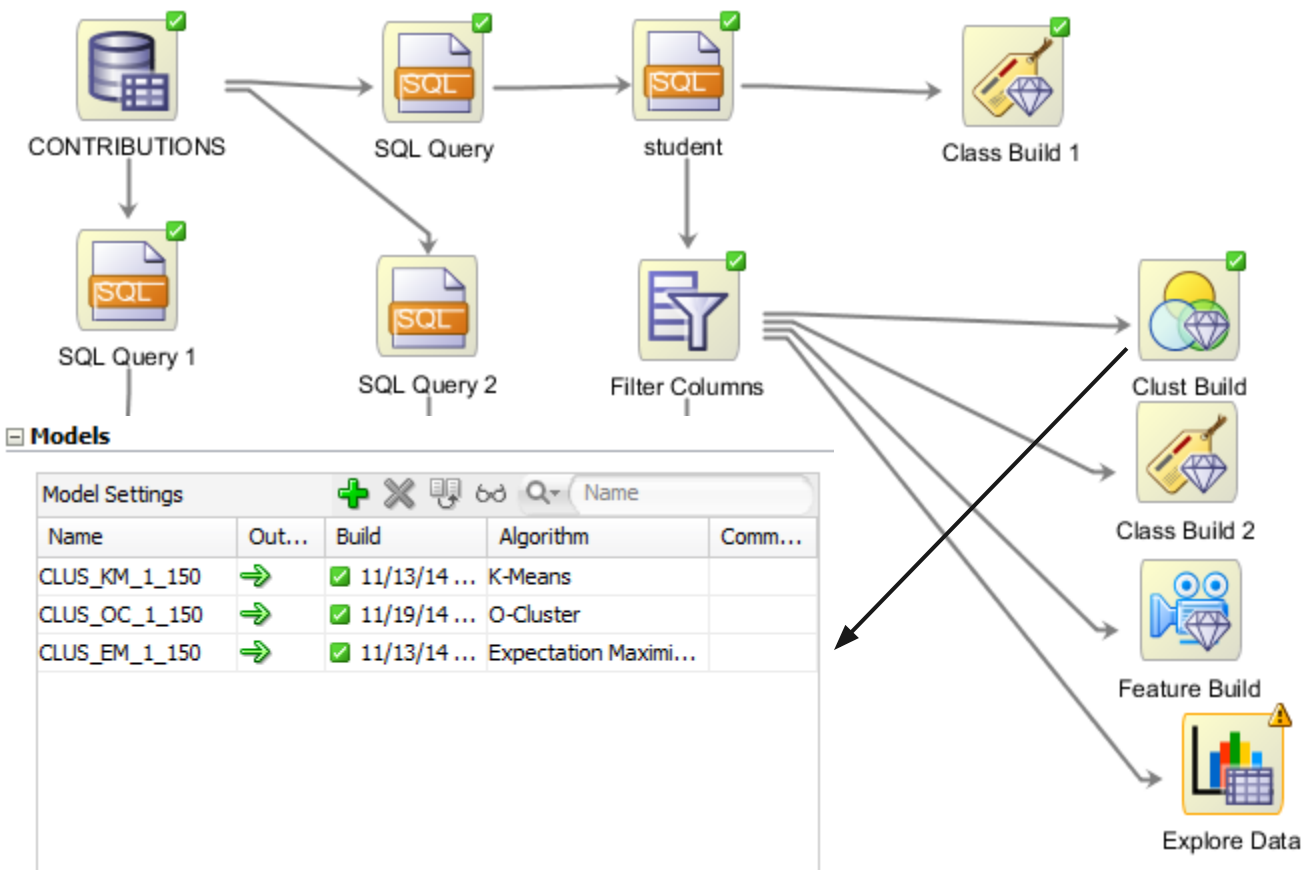 SQL
SQL
CONTRIBUTIONS
SQL Query
student
Class Build 1
SQL
SQL
SQL Query 1
SQL Query 2
Filter Columns
Clust Build
Class Build 2
Feature Build
Explore Data
Models
Model Settings
Name
Name Out... Build Algorithm Comm...
CLUS_KM_1_150 11/13/14 ... K-Means
CLUS_OC_1_150 11/19/14 ... O-Cluster
CLUS_EM_1_150 11/13/14 ... Expectation Maximi...